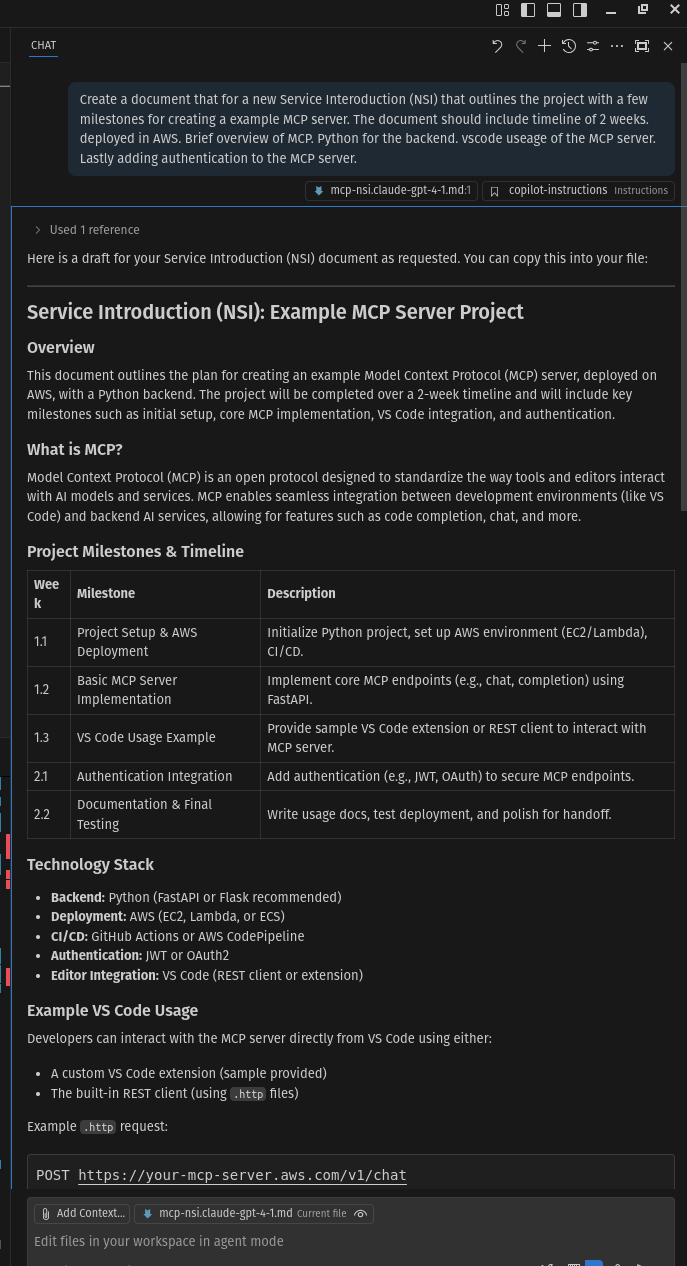 CHAT
Create a document that for a new Service Interoduction (NSI) that outlines the project with a few
milestones for creating a example MCP server. The document should include timeline of 2 weeks.
deployed in AWS. Brief overview of MCP. Python for the backend. vscode useage of the MCP server.
Lastly adding authentication to the MCP server.
mcp-nsi.claude-gpt-4-1.md:1 copilot-instructions Instructions
Used 1 reference
Here is a draft for your Service Introduction (NSI) document as requested. You can copy this into your file:
Service Introduction (NSI): Example MCP Server Project
Overview
This document outlines the plan for creating an example Model Context Protocol (MCP) server, deployed on
AWS, with a Python backend. The project will be completed over a 2-week timeline and will include key
milestones such as initial setup, core MCP implementation, VS Code integration, and authentication.
What is MCP?
Model Context Protocol (MCP) is an open protocol designed to standardize the way tools and editors interact
with AI models and services. MCP enables seamless integration between development environments (like VS
Code) and backend AI services, allowing for features such as code completion, chat, and more.
Project Milestones & Timeline
Wee
k Milestone Description
1.1 Project Setup & AWS
Deployment Initialize Python project, set up AWS environment (EC2/Lambda),
CI/CD.
1.2 Basic MCP Server
Implementation Implement core MCP endpoints (e.g., chat, completion) using
FastAPI.
1.3 VS Code Usage Example Provide sample VS Code extension or REST client to interact with
MCP server.
2.1 Authentication Integration Add authentication (e.g., JWT, OAuth) to secure MCP endpoints.
2.2 Documentation & Final
Testing Write usage docs, test deployment, and polish for handoff.
Technology Stack
• Backend: Python (FastAPI or Flask recommended)
• Deployment: AWS (EC2, Lambda, or ECS)
• CI/CD: GitHub Actions or AWS CodePipeline
• Authentication: JWT or OAuth2
• Editor Integration: VS Code (REST client or extension)
Example VS Code Usage
Developers can interact with the MCP server directly from VS Code using either:
• A custom VS Code extension (sample provided)
• The built-in REST client (using .http files)
Example .http request:
POST https://your-mcp-server.aws.com/v1/chat
Add Context... mcp-nsi.claude-gpt-4-1.md Current file
Edit files in your workspace in agent mode